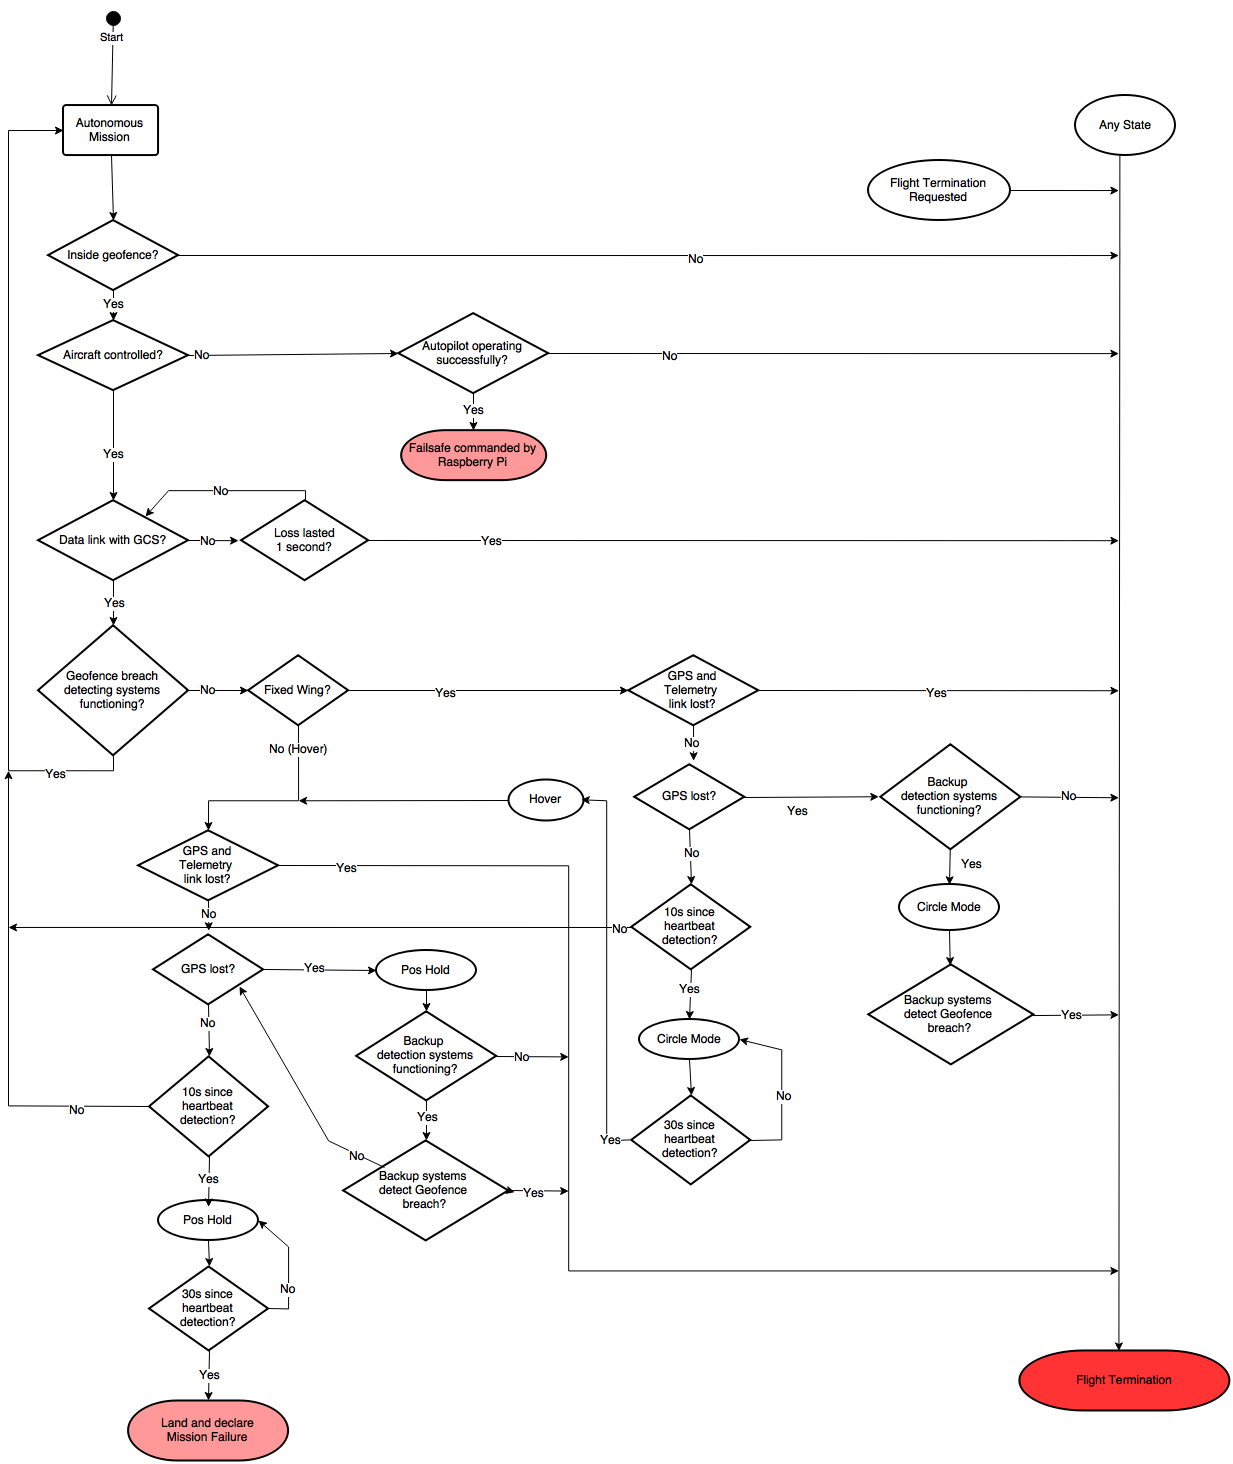 Start
Autonomous
Mission
Any State
Flight Termination
Requested
Inside geofence?
No
Yes
Aircraft controlled?
No
Autopilot operating
successfully?
No
Yes
Failsafe commanded by
Raspberry Pi
Yes
No
Data link with GCS?
No
Loss lasted
1 second?
Yes
Yes
Geofence breach
detecting systems
functioning?
No
Fixed Wing?
Yes
GPS and
Telemetry
link lost?
Yes
No (Hover)
No
Yes
Hover
GPS lost?
Yes
Backup
detection systems
functioning?
No
GPS and
Telemetry
link lost?
Yes
No
Yes
No
No
10s since
heartbeat
detection?
Circle Mode
GPS lost?
Yes
Pos Hold
Yes
Backup systems
detect Geofence
breach?
Yes
No
Backup
detection systems
functioning?
No
Circle Mode
10s since
heartbeat
detection?
No
Yes
No
30s since
heartbeat
detection?
Yes
No
Yes
Backup systems
detect Geofence
breach?
Yes
Pos Hold
No
30s since
heartbeat
detection?
Yes
Flight Termination
Land and declare
Mission Failure